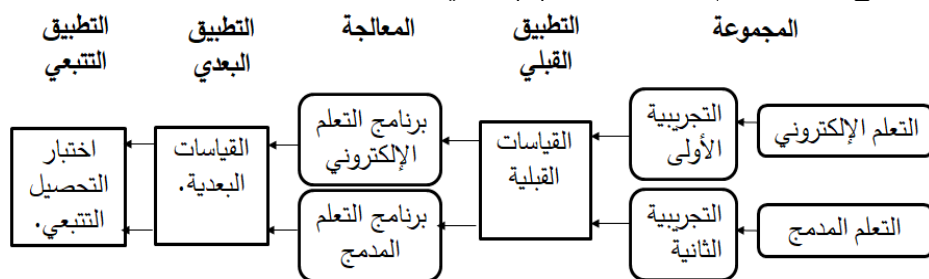 المجموعة
التطبيق
القبلي
المعالجة
التطبيق
البعدي
التطبيق
التتبعي
التعلم الإلكتروني
التجريبية
الأولى
القياسات
القبلية
برنامج التعلم
الإلكتروني
القياسات
البعدية.
اختبار
التحصيل
التتبعي.
التعلم المدمج
التجريبية
الثانية
برنامج التعلم
المدمج